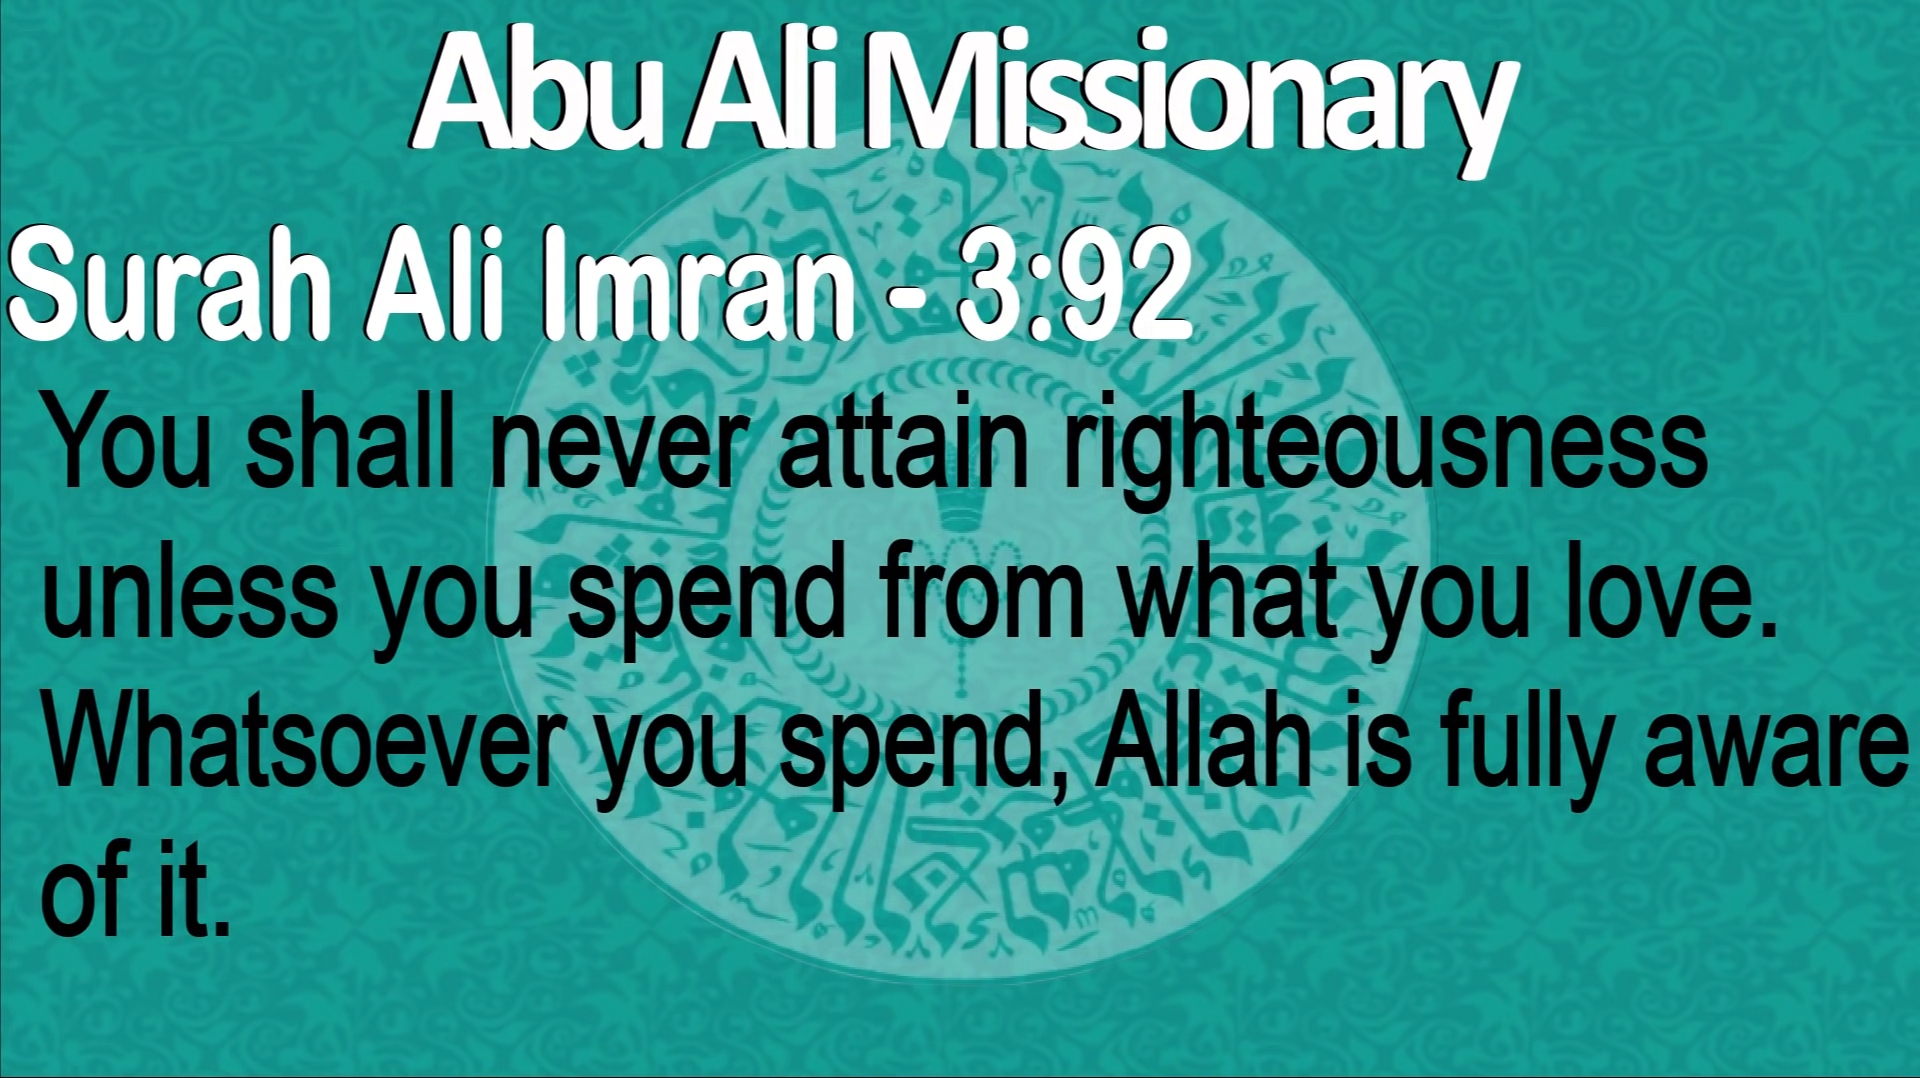 Abu Ali Missionary
Surah Ali Imran - 3:92
You shall never attain righteousness
unless you spend from what you love.
Whatsoever you spend, Allah is fully aware
of it.